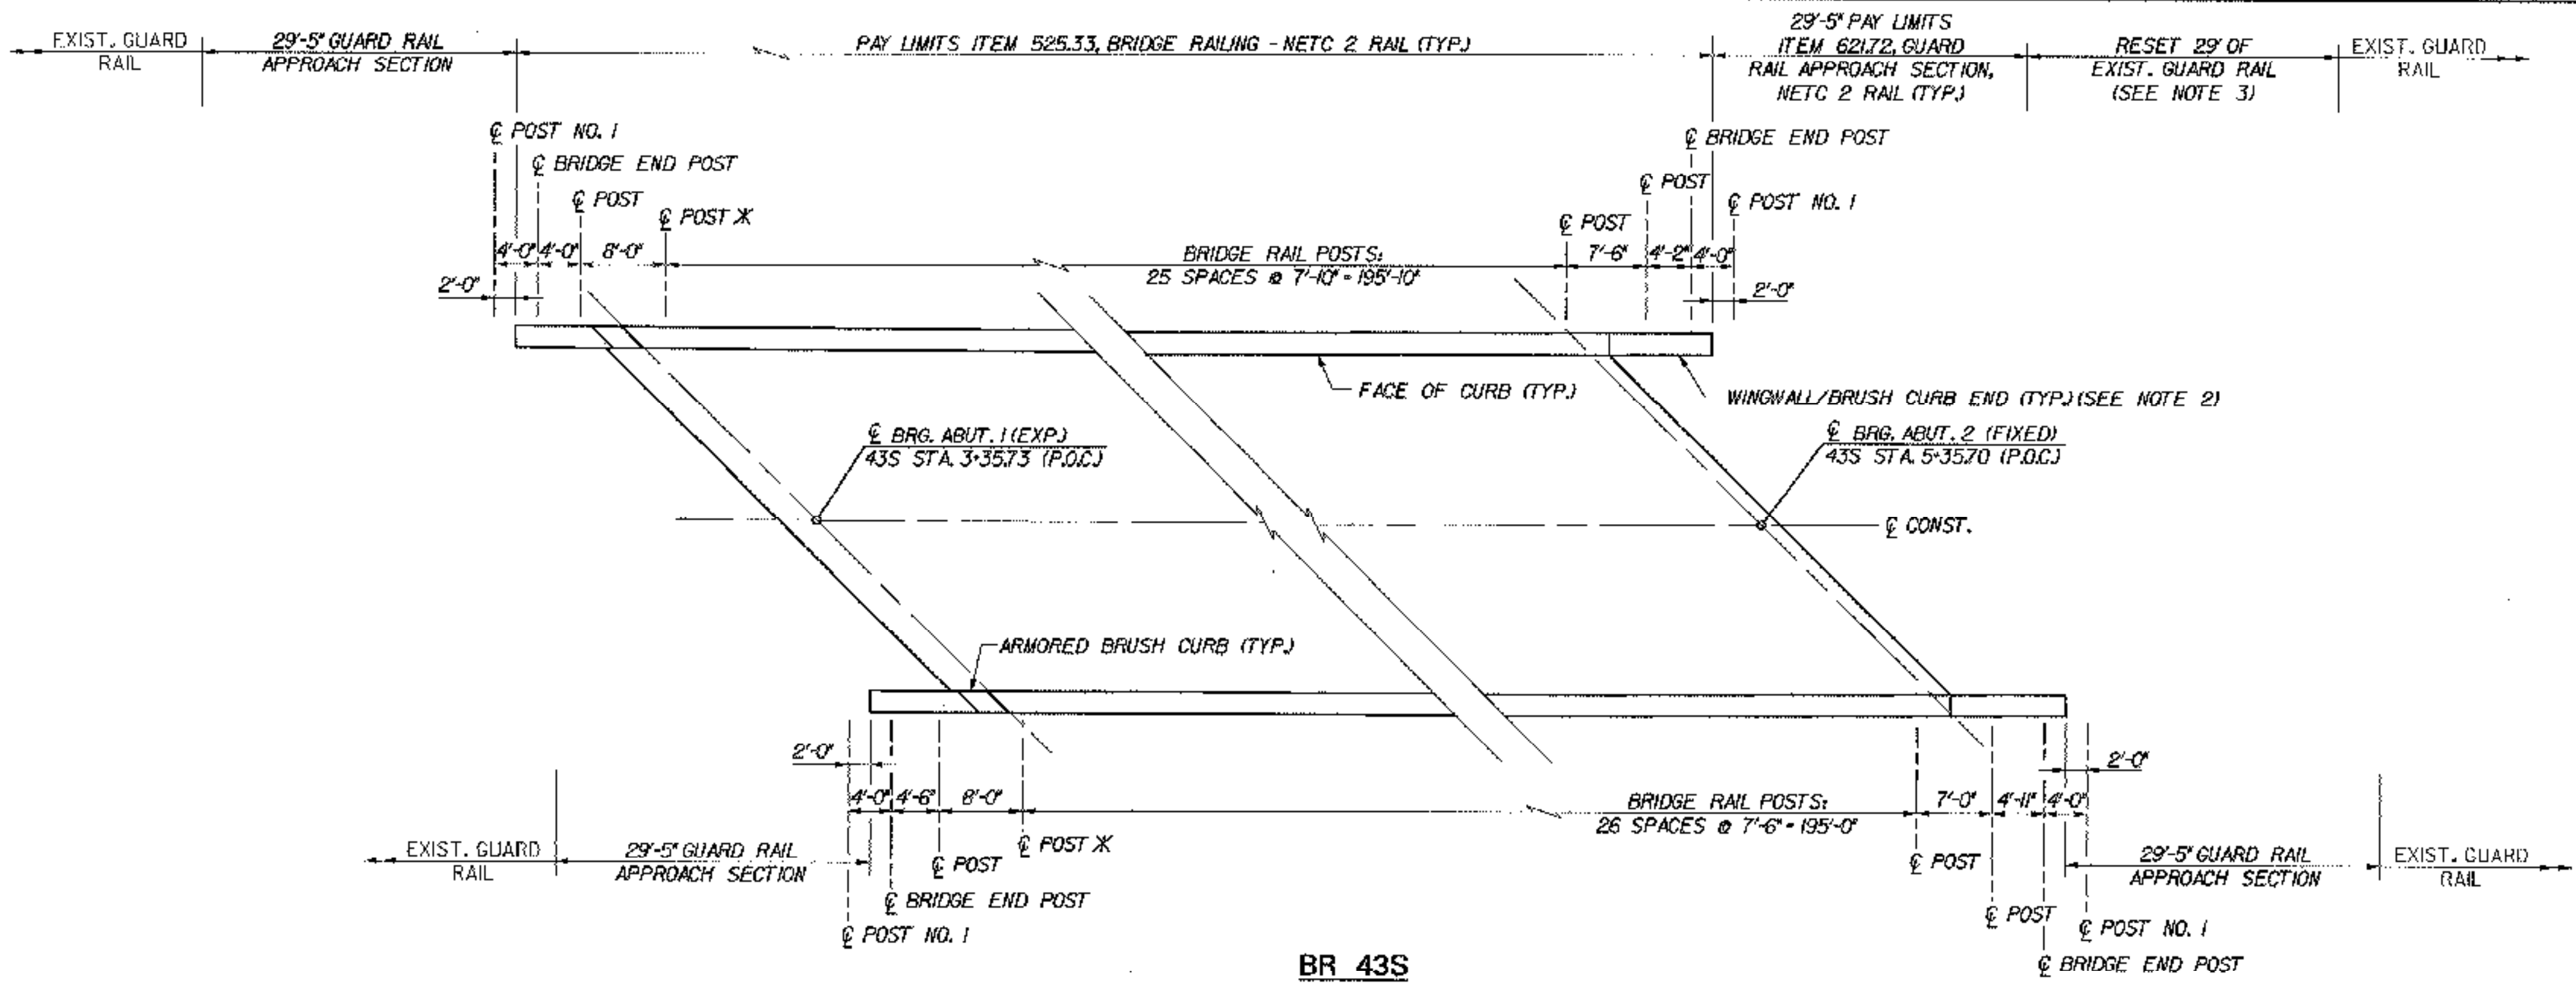 EXIST. GUARD
RAIL
29'-5" GUARD RAIL
APPROACH SECTION
PAY LIMITS ITEM 525.33, BRIDGE RAILING - NETC 2 RAIL (TYP.)
29'-5" PAY LIMITS
ITEM 621.72, GUARD
RAIL APPROACH SECTION,
NETC 2 RAIL (TYP.)
RESET 29' OF
EXIST. GUARD RAIL
(SEE NOTE 3)
EXIST. GUARD
RAIL
℄ POST NO. 1
℄ BRIDGE END POST
℄ POST
℄ POST Ж
4'-0" 4'-0" 8'-0"
2'-0"
BRIDGE RAIL POSTS:
25 SPACES @ 7'-10" = 195'-10"
℄ BRIDGE END POST
℄ POST
℄ POST NO. 1
℄ POST
7'-6" 4'-2" 4'-0"
2'-0"
FACE OF CURB (TYP.)
WINGWALL/BRUSH CURB END (TYP.) (SEE NOTE 2)
℄ BRG. ABUT. 1 (EXP.)
43S STA. 3+35.73 (P.O.C.)
℄ BRG. ABUT. 2 (FIXED)
43S STA. 5+35.70 (P.O.C.)
℄ CONST.
ARMORED BRUSH CURB (TYP.)
2'-0"
4'-0" 4'-6" 8'-0"
BRIDGE RAIL POSTS:
26 SPACES @ 7'-6" = 195'-0"
7'-0" 4'-11" 4'-0"
2'-0"
EXIST. GUARD
RAIL
29'-5" GUARD RAIL
APPROACH SECTION
℄ POST Ж
℄ POST
℄ BRIDGE END POST
℄ POST NO. 1
℄ POST
℄ POST
℄ POST NO. 1
℄ BRIDGE END POST
29'-5" GUARD RAIL
APPROACH SECTION
EXIST. GUARD
RAIL
BR 43S